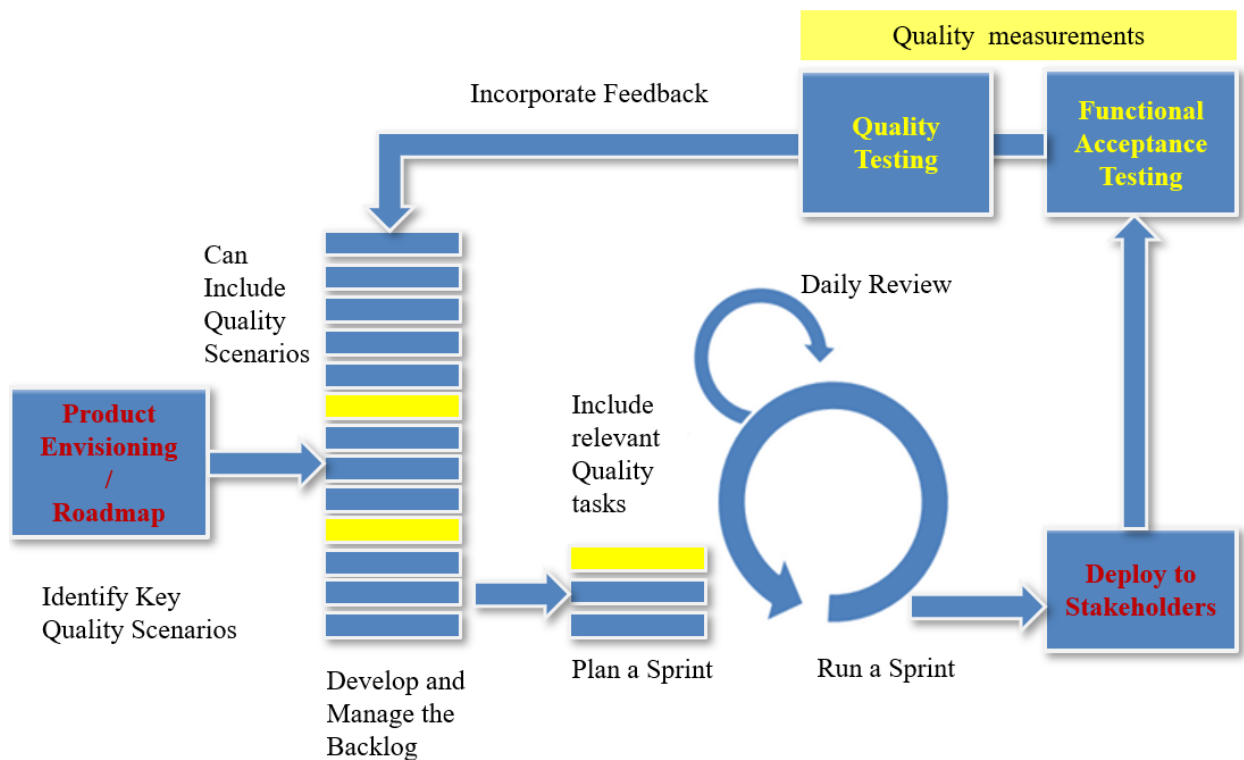 Quality measurements
Incorporate Feedback
Quality
Testing
Functional
Acceptance
Testing
Can
Include
Quality
Scenarios
Daily Review
Product
Envisioning
/
Roadmap
Include
relevant
Quality
tasks
Identify Key
Quality Scenarios
Deploy to
Stakeholders
Plan a Sprint
Run a Sprint
Develop and
Manage the
Backlog